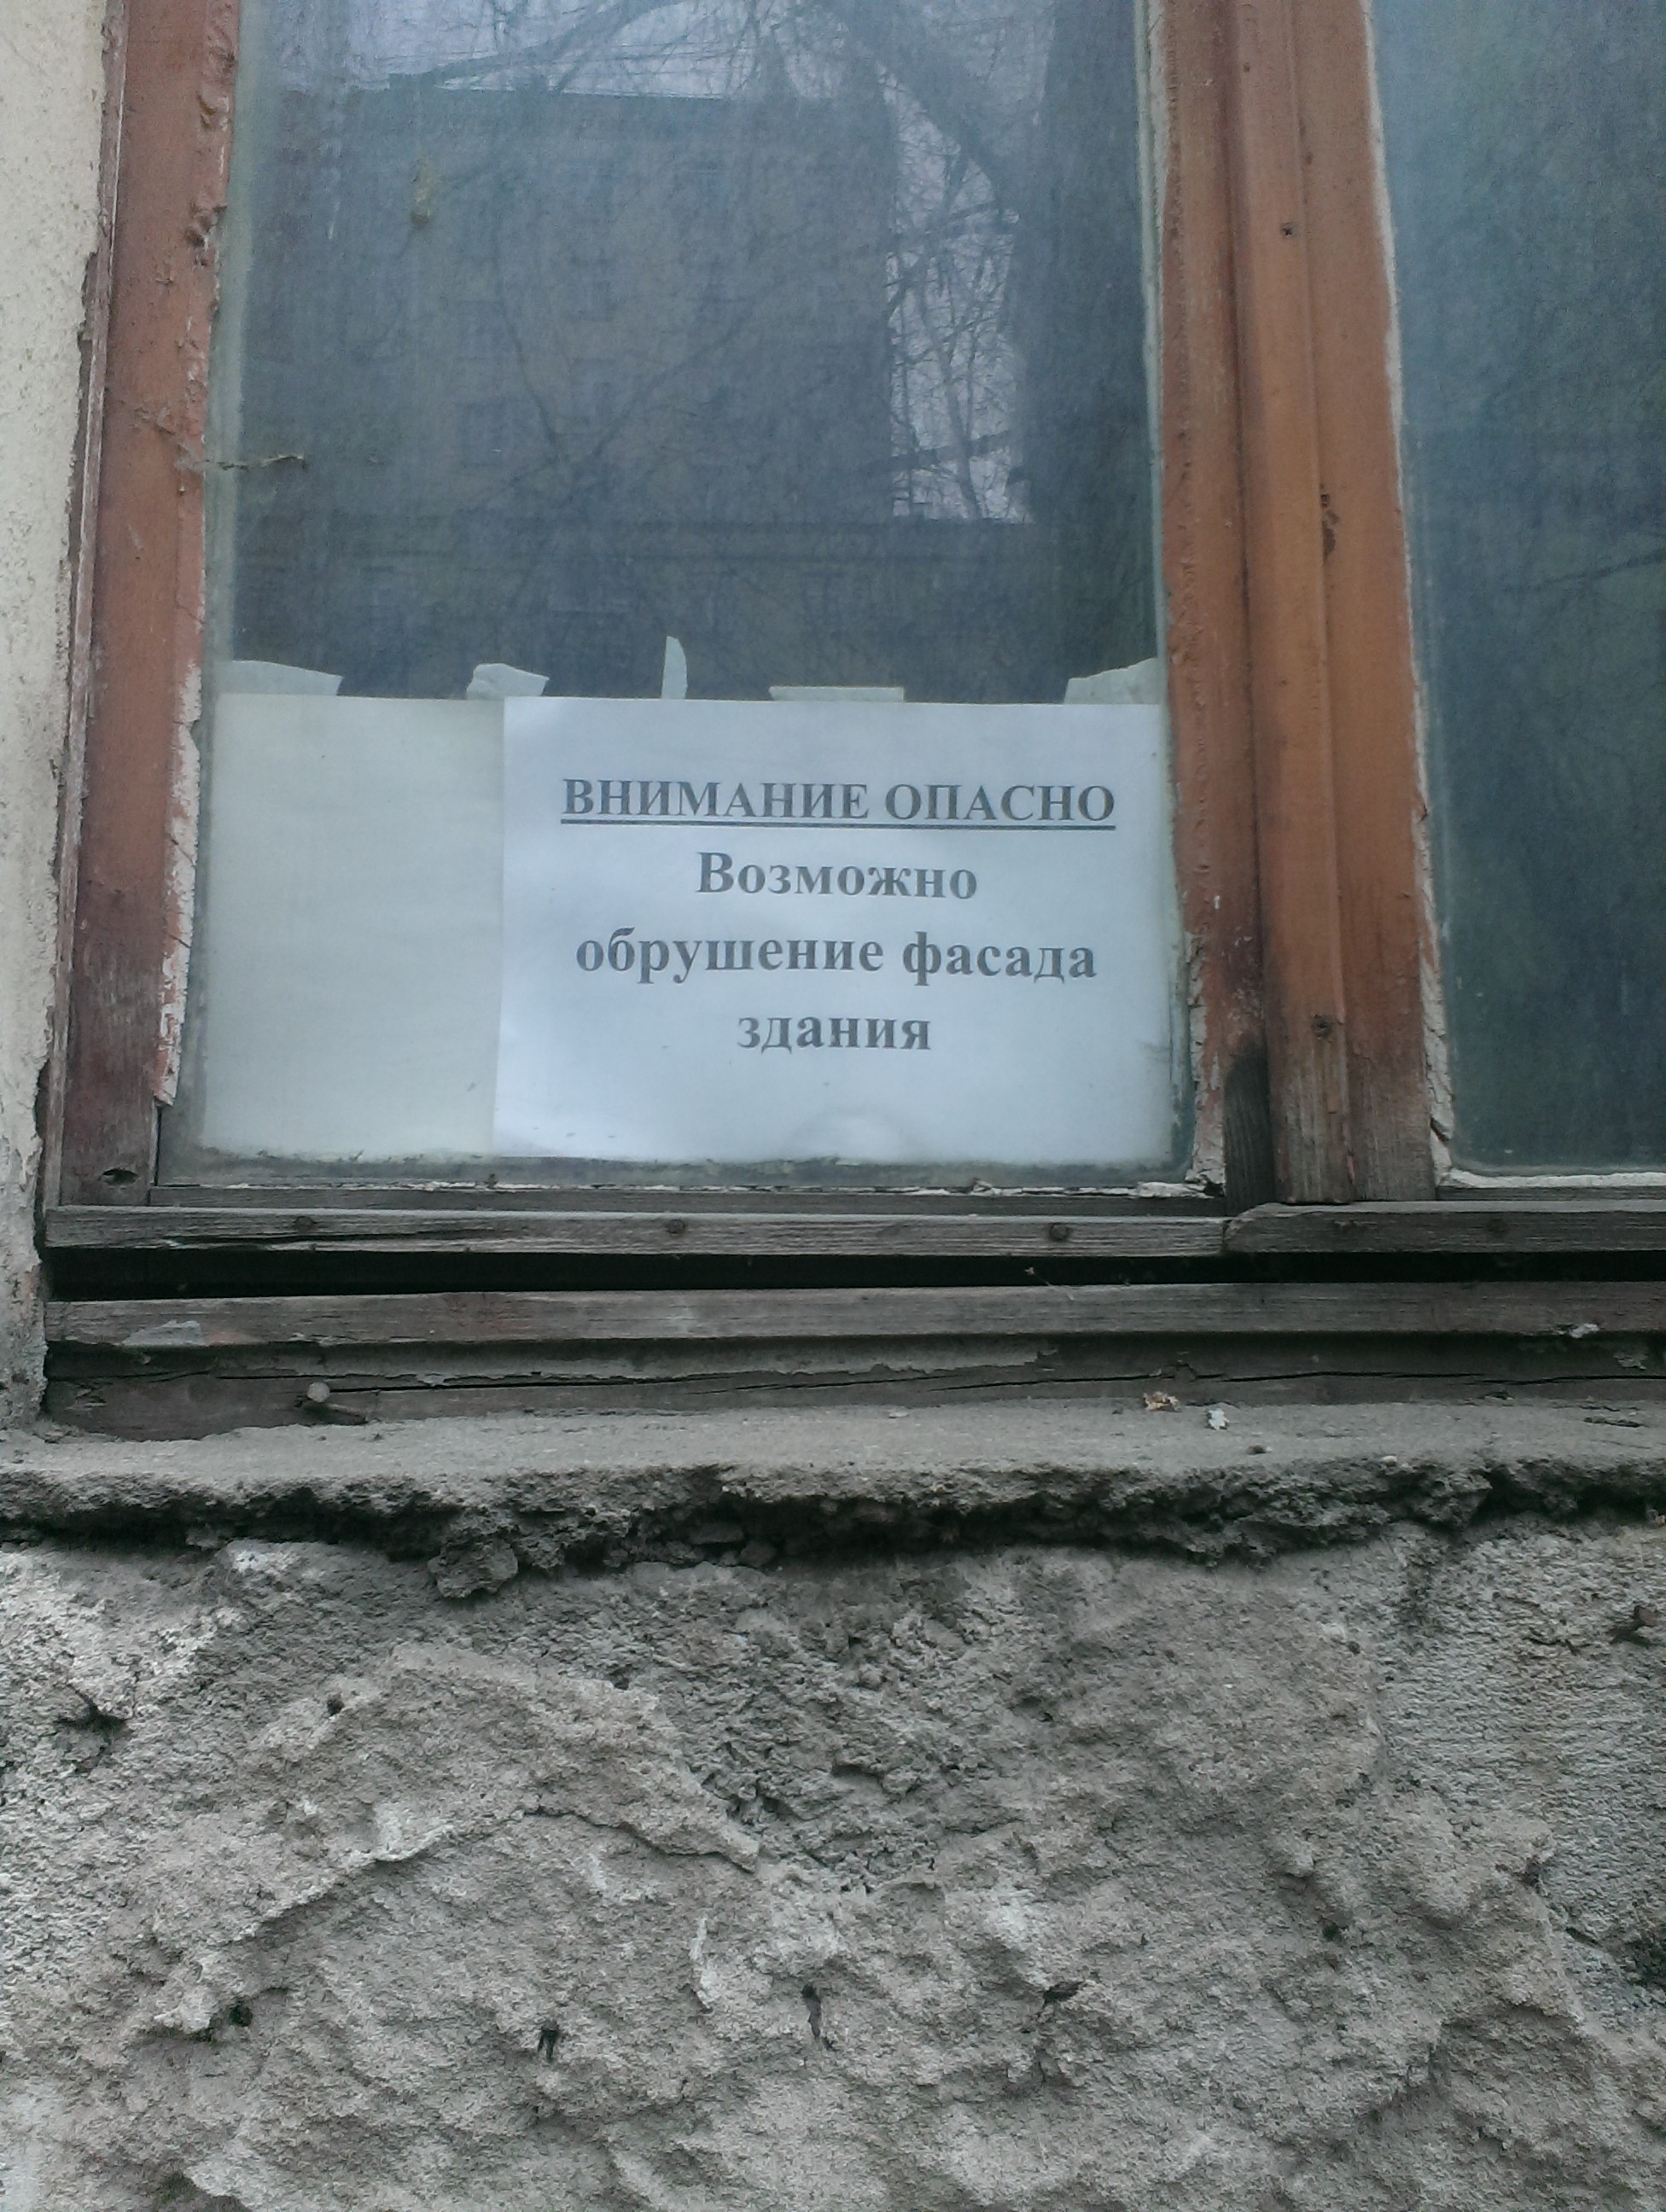 ВНИМАНИЕ ОПАСНО
Возможно
обрушение фасада
здания